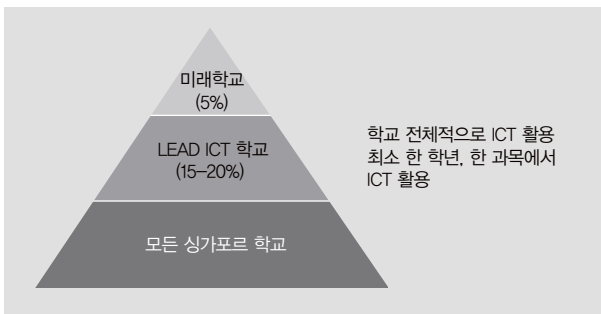 미래학교
(5%)
LEAD ICT 학교
(15–20%)
모든 싱가포르 학교
학교 전체적으로 ICT 활용
최소 한 학년, 한 과목에서
ICT 활용